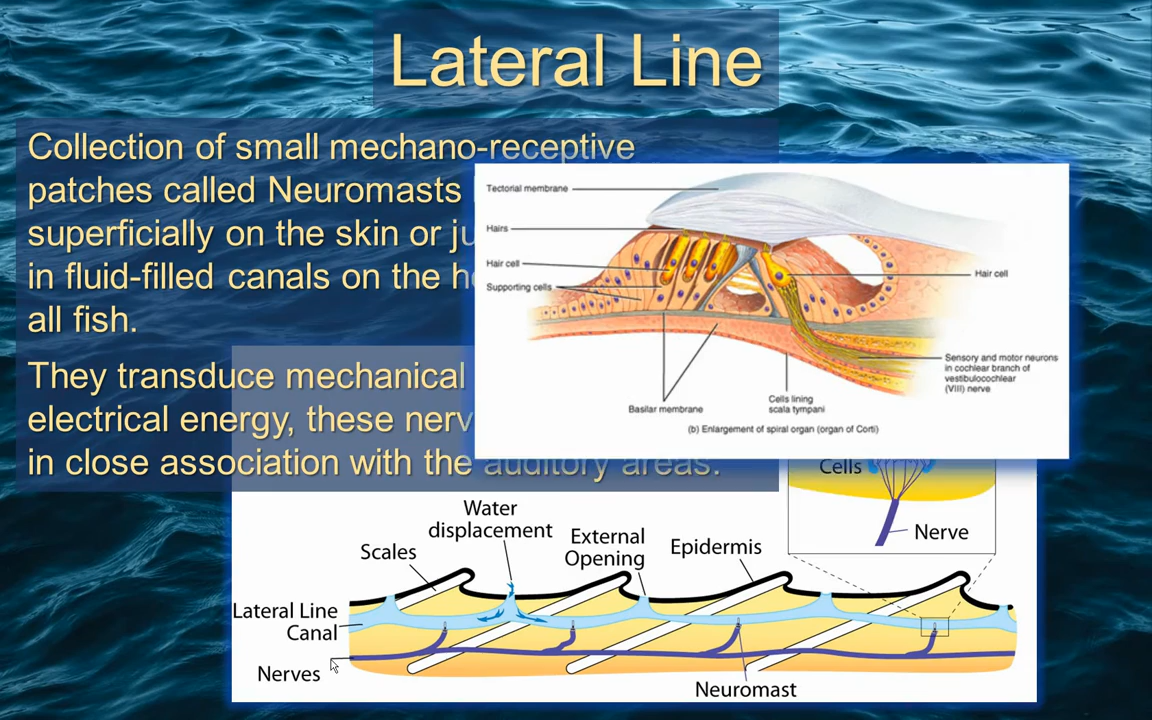 Lateral Line
Collection of small mechano-receptive
patches called Neuromasts
superficially on the skin or
in fluid-filled canals on the
all fish.
They transduce mechanical
electrical energy, these
in close association with the auditory areas.
Tectorial membrane
Hairs
Hair cell
Supporting cells
Hair cell
Sensory and motor neurons
in cochlear branch of
vestibulocochlear
(VIII) nerve
Cells lining
scala tympani
Basilar membrane
(b) Enlargement of spiral organ (organ of Corti)
Cells
Nerve
Water
displacement
External
Opening
Epidermis
Scales
Lateral Line
Canal
Nerves
Neuromast